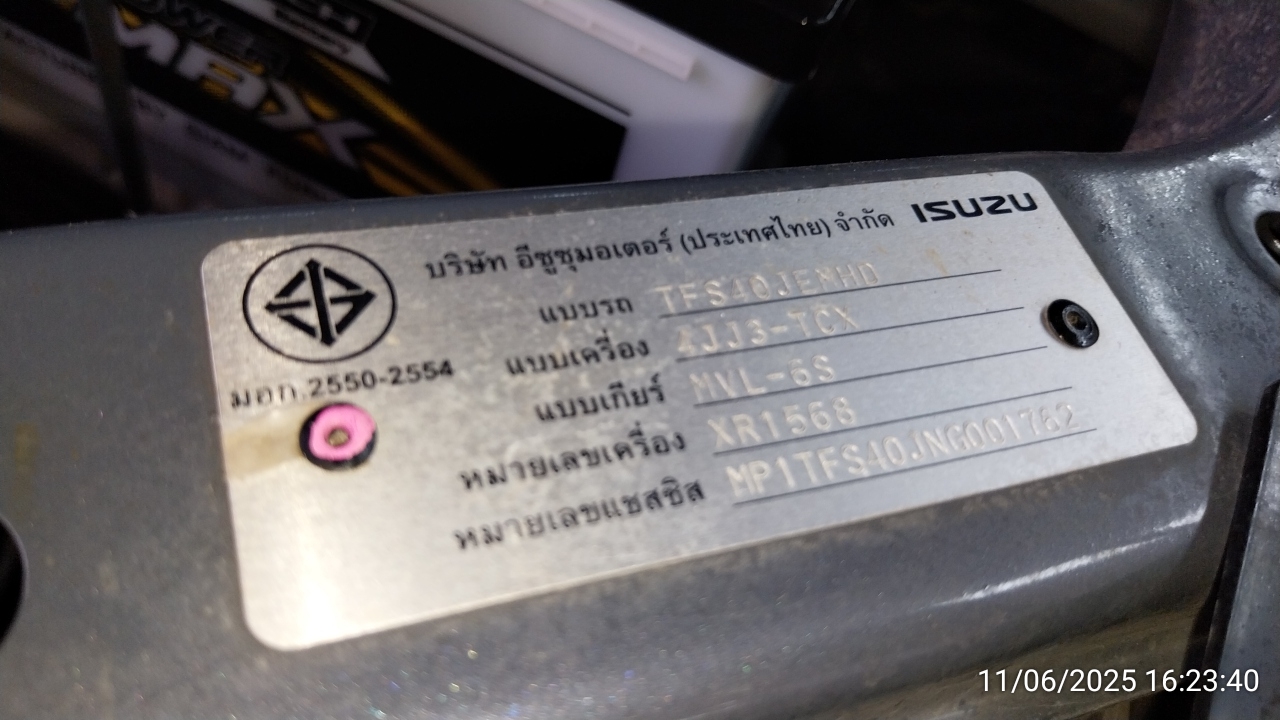 POWER
MAX
ISUZU
บริษัท อีซูซุมอเตอร์ (ประเทศไทย) จำกัด
แบบรถ TFS40JEMHD
แบบเครื่อง 4JJ3-TCX
มอก.2550-2554
แบบเกียร์ MVL-6S
หมายเลขเครื่อง XR1568
หมายเลขแชสซิส MP1TFS40JNG001782
11/06/2025 16:23:40